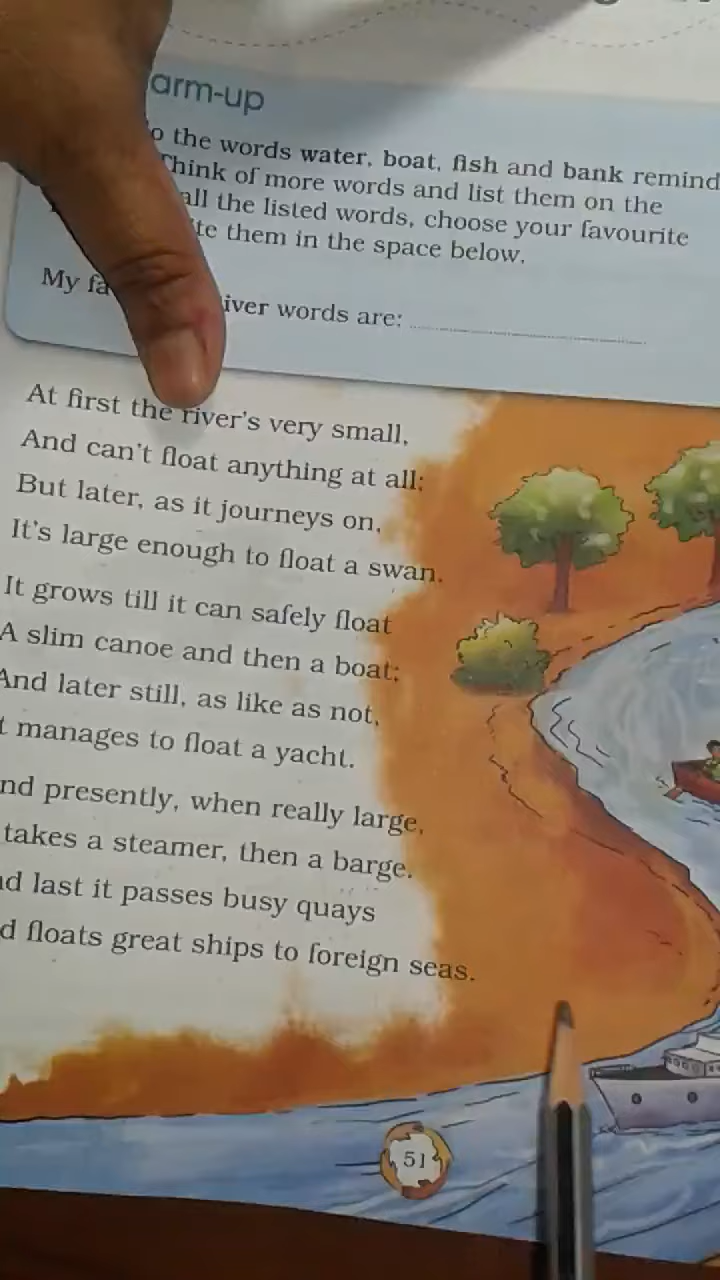 arm-up
o the words water, boat, fish and bank remind
Think of more words and list them on the
all the listed words, choose your favourite
te them in the space below.
My fa iver words are:
At first the river's very small,
And can't float anything at all;
But later, as it journeys on,
It's large enough to float a swan.
It grows till it can safely float
A slim canoe and then a boat;
And later still, as like as not,
t manages to float a yacht.
nd presently, when really large,
takes a steamer, then a barge.
nd last it passes busy quays
d floats great ships to foreign seas.
51